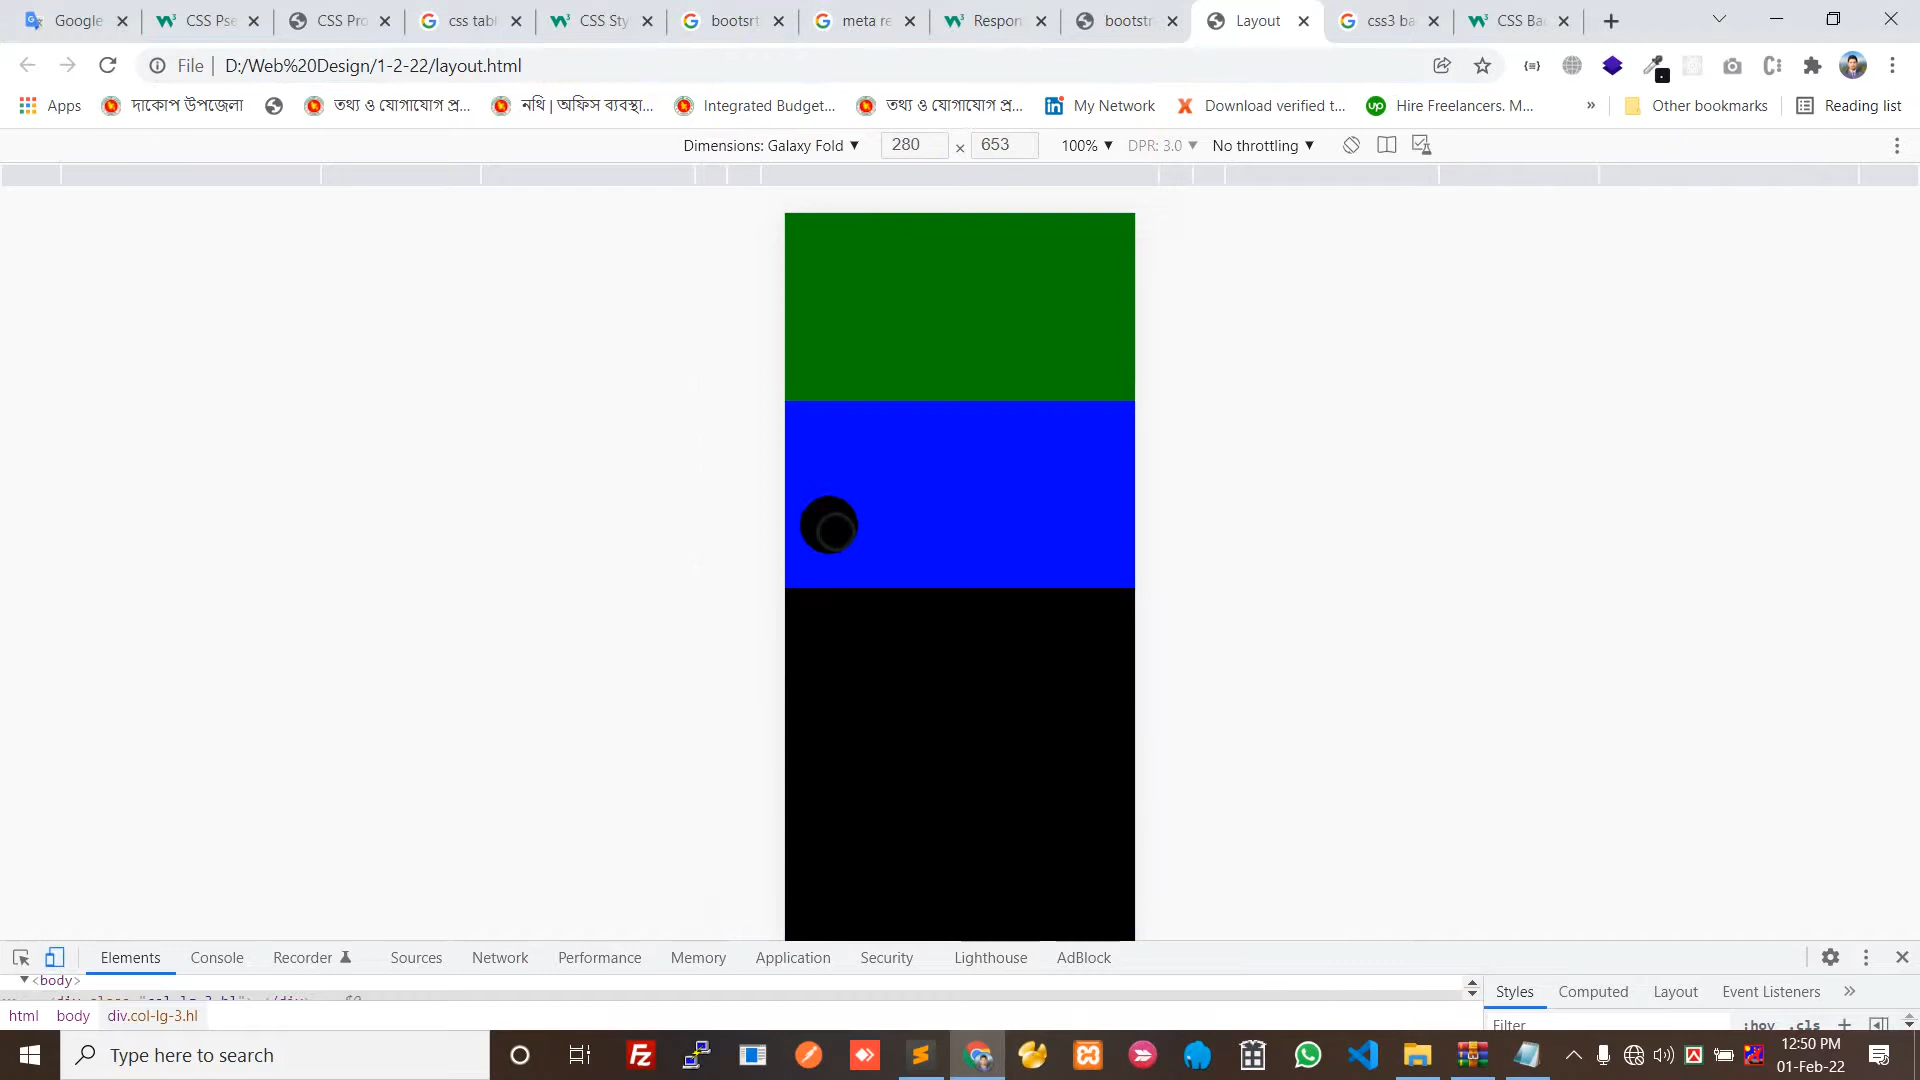 Google CSS Pse CSS Pro css tabl CSS Sty bootsrt meta re Respon bootstr Layout css3 ba CSS Ba
File D:/Web%20Design/1-2-22/layout.html
Apps দাকোপ উপজেলা তথ্য ও যোগাযোগ প্র... নথি | অফিস ব্যবস্থা... Integrated Budget... তথ্য ও যোগাযোগ প্র... My Network Download verified t... Hire Freelancers. M... » Other bookmarks Reading list
Dimensions: Galaxy Fold 280 × 653 100% DPR: 3.0 No throttling
Elements Console Recorder Sources Network Performance Memory Application Security Lighthouse AdBlock
<body>
Styles Computed Layout Event Listeners »
html body div.col-lg-3.hl
Filter :hov .cls
Type here to search
12:50 PM
01-Feb-22